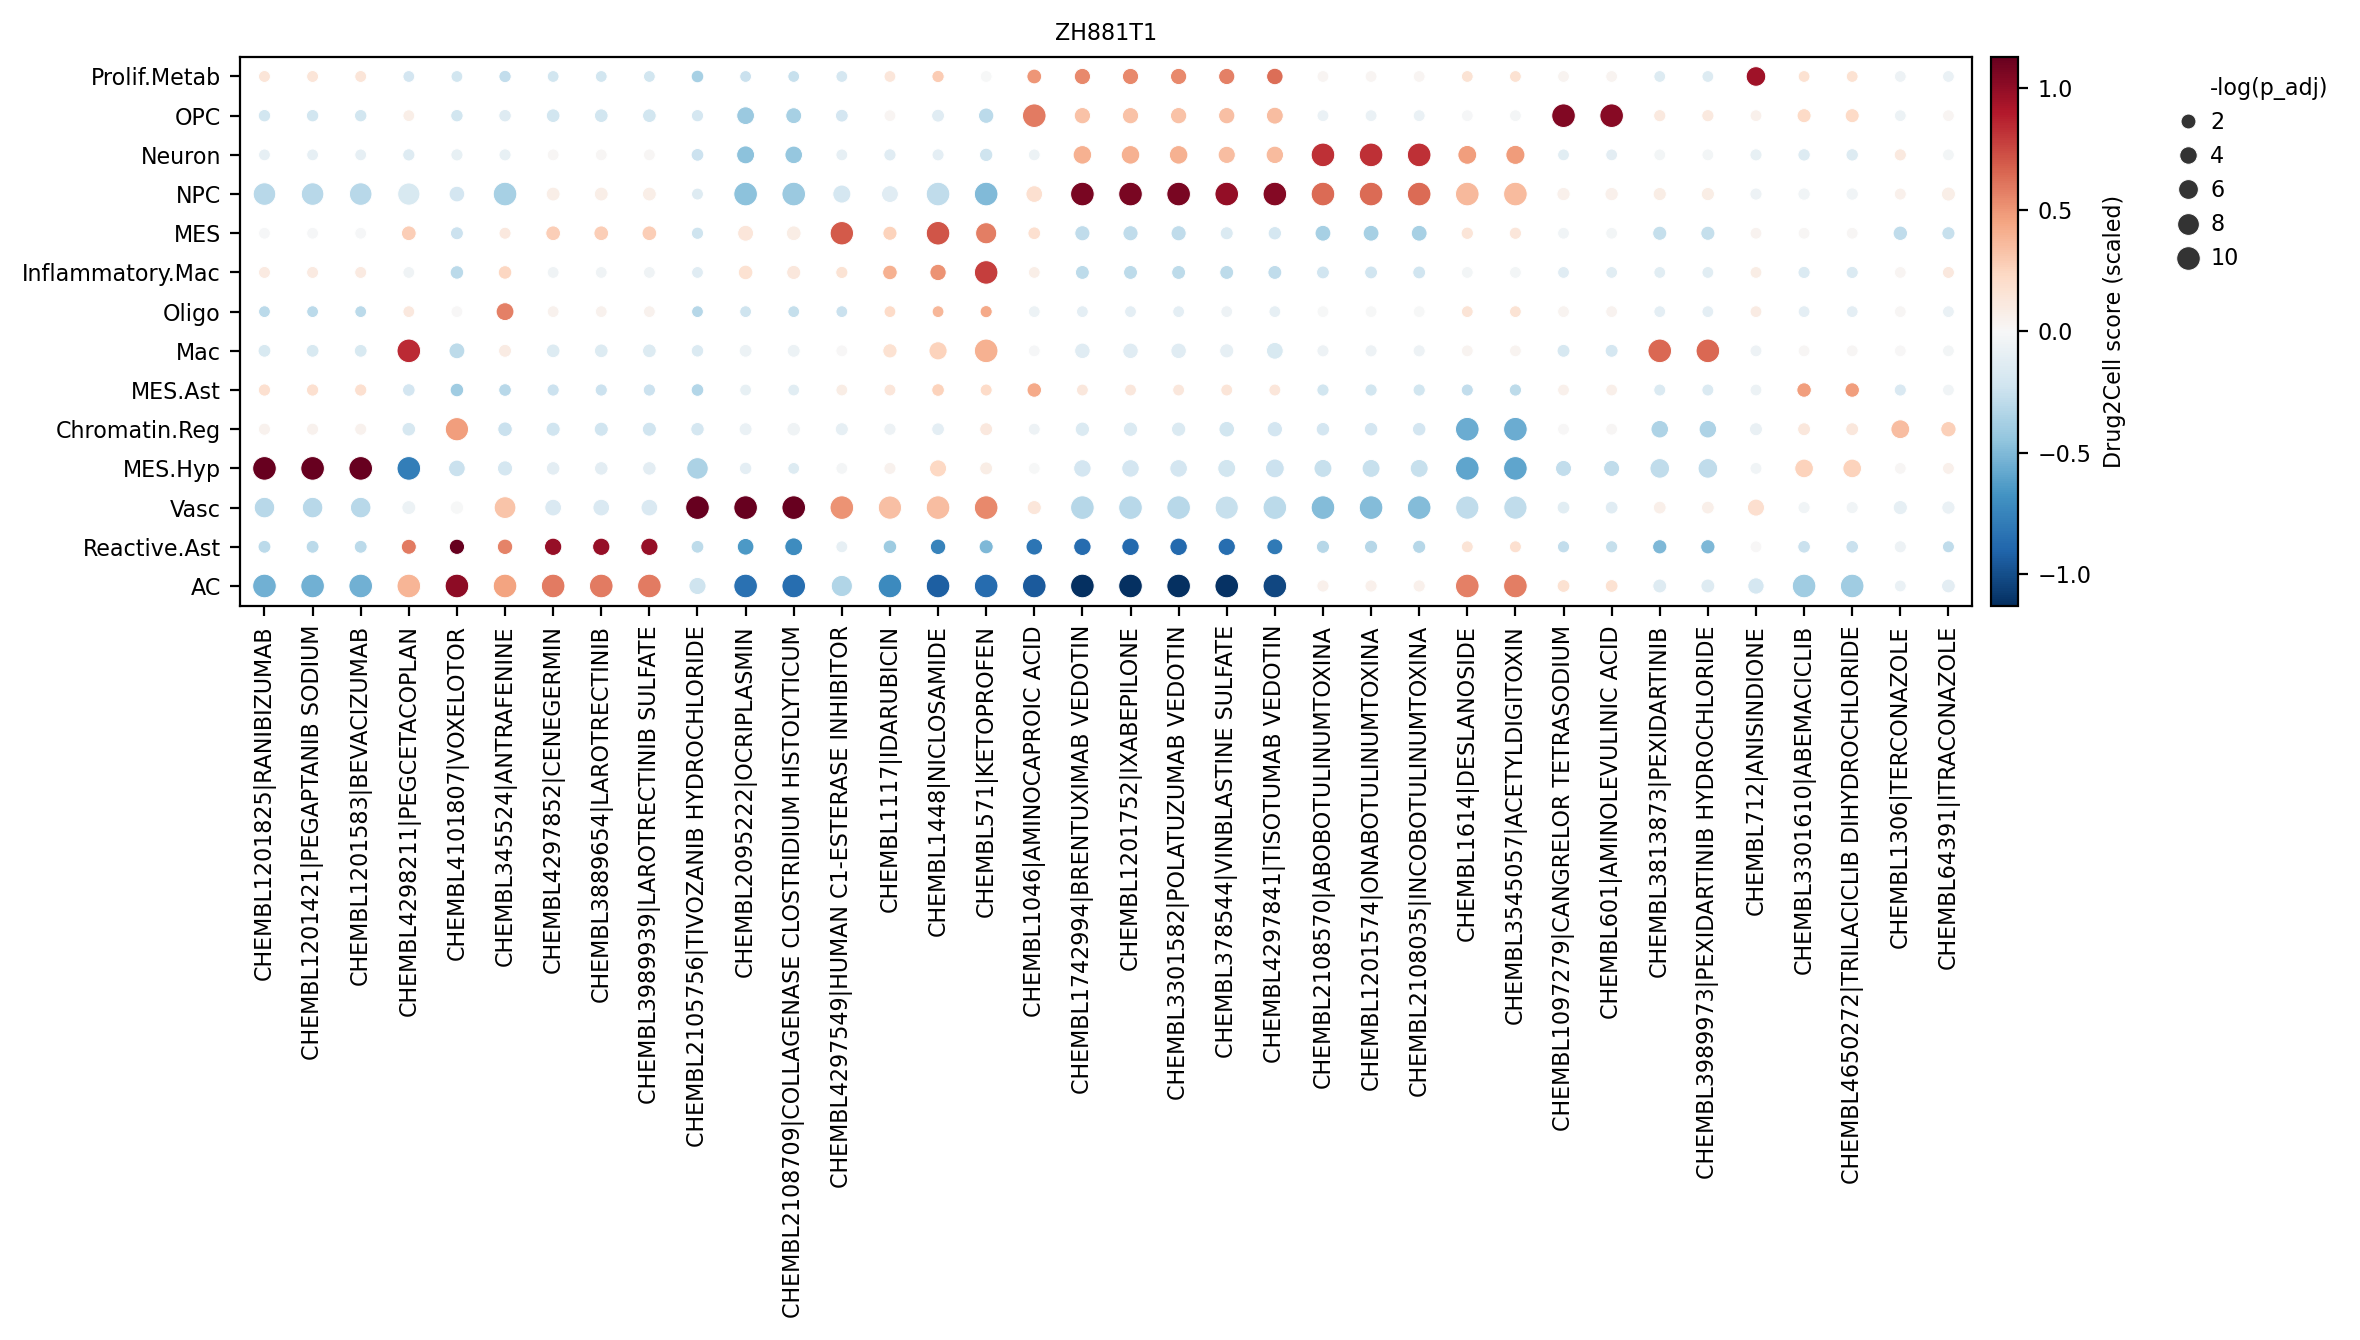 ZH881T1
Prolif.Metab
OPC
Neuron
NPC
MES
Inflammatory.Mac
Oligo
Mac
MES.Ast
Chromatin.Reg
MES.Hyp
Vasc
Reactive.Ast
AC
CHEMBL1201825|RANIBIZUMAB
CHEMBL1201421|PEGAPTANIB SODIUM
CHEMBL1201583|BEVACIZUMAB
CHEMBL4298211|PEGCETACOPLAN
CHEMBL4101807|VOXELOTOR
CHEMBL345524|ANTRAFENINE
CHEMBL4297852|CENEGERMIN
CHEMBL3889654|LAROTRECTINIB
CHEMBL3989939|LAROTRECTINIB SULFATE
CHEMBL2105756|TIVOZANIB HYDROCHLORIDE
CHEMBL2095222|OCRIPLASMIN
CHEMBL2108709|COLLAGENASE CLOSTRIDIUM HISTOLYTICUM
CHEMBL4297549|HUMAN C1-ESTERASE INHIBITOR
CHEMBL1117|IDARUBICIN
CHEMBL1448|NICLOSAMIDE
CHEMBL571|KETOPROFEN
CHEMBL1046|AMINOCAPROIC ACID
CHEMBL1742994|BRENTUXIMAB VEDOTIN
CHEMBL1201752|IXABEPILONE
CHEMBL3301582|POLATUZUMAB VEDOTIN
CHEMBL378544|VINBLASTINE SULFATE
CHEMBL4297841|TISOTUMAB VEDOTIN
CHEMBL2108570|ABOBOTULINUMTOXINA
CHEMBL1201574|ONABOTULINUMTOXINA
CHEMBL2108035|INCOBOTULINUMTOXINA
CHEMBL1614|DESLANOSIDE
CHEMBL3545057|ACETYLDIGITOXIN
CHEMBL1097279|CANGRELOR TETRASODIUM
CHEMBL601|AMINOLEVULINIC ACID
CHEMBL3813873|PEXIDARTINIB
CHEMBL3989973|PEXIDARTINIB HYDROCHLORIDE
CHEMBL712|ANISINDIONE
CHEMBL3301610|ABEMACICLIB
CHEMBL4650272|TRILACICLIB DIHYDROCHLORIDE
CHEMBL1306|TERCONAZOLE
CHEMBL64391|ITRACONAZOLE
1.0
0.5
0.0
−0.5
−1.0
Drug2Cell score (scaled)
-log(p_adj)
2
4
6
8
10